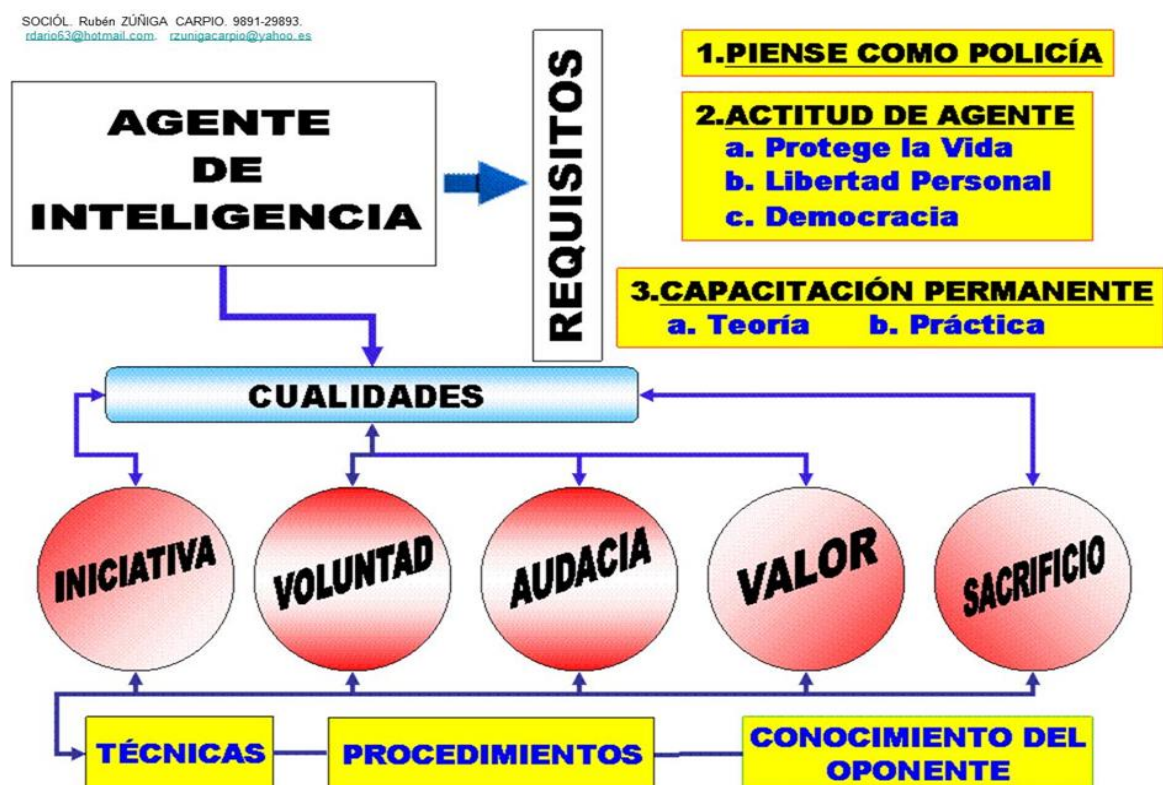 SOCIÓL. Rubén ZÚÑIGA CARPIO. 9891-29893.
rdario63@hotmail.com. rzunigacarpio@yahoo.es
AGENTE
DE
INTELIGENCIA
REQUISITOS
1.PIENSE COMO POLICÍA
2.ACTITUD DE AGENTE
a. Protege la Vida
b. Libertad Personal
c. Democracia
3.CAPACITACIÓN PERMANENTE
a. Teoría b. Práctica
CUALIDADES
INICIATIVA
VOLUNTAD
AUDACIA
VALOR
SACRIFICIO
TÉCNICAS
PROCEDIMIENTOS
CONOCIMIENTO DEL
OPONENTE